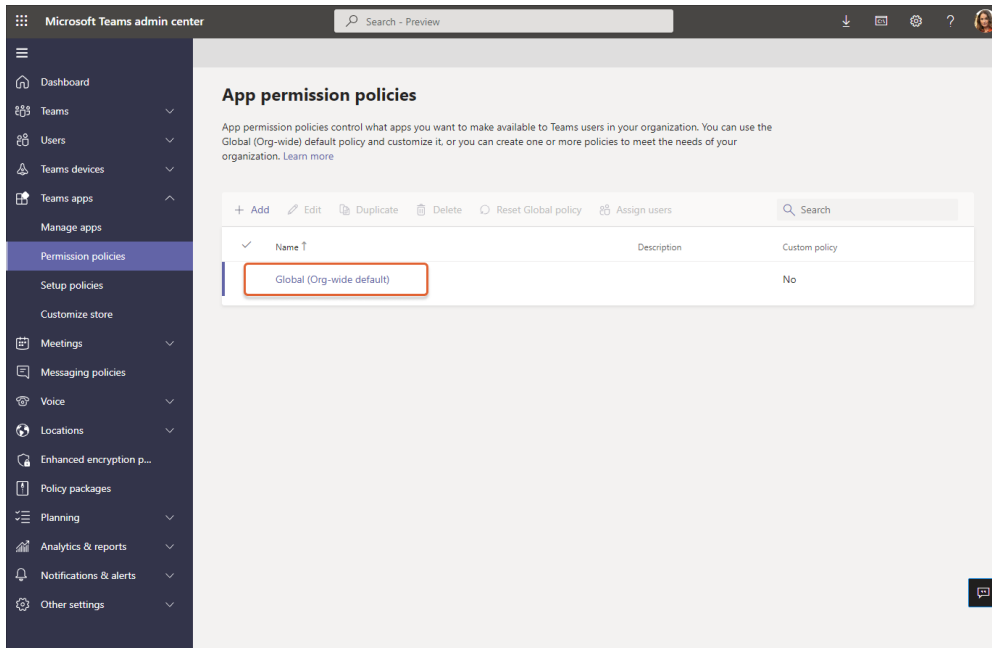 Microsoft Teams admin center
Search - Preview
?
Dashboard
Teams
Users
Teams devices
Teams apps
Manage apps
Permission policies
Setup policies
Customize store
Meetings
Messaging policies
Voice
Locations
Enhanced encryption p...
Policy packages
Planning
Analytics & reports
Notifications & alerts
Other settings
App permission policies
App permission policies control what apps you want to make available to Teams users in your organization. You can use the
Global (Org-wide) default policy and customize it, or you can create one or more policies to meet the needs of your
organization. Learn more
+ Add Edit Duplicate Delete Reset Global policy Assign users Search
Name ↑ Description Custom policy
Global (Org-wide default) No